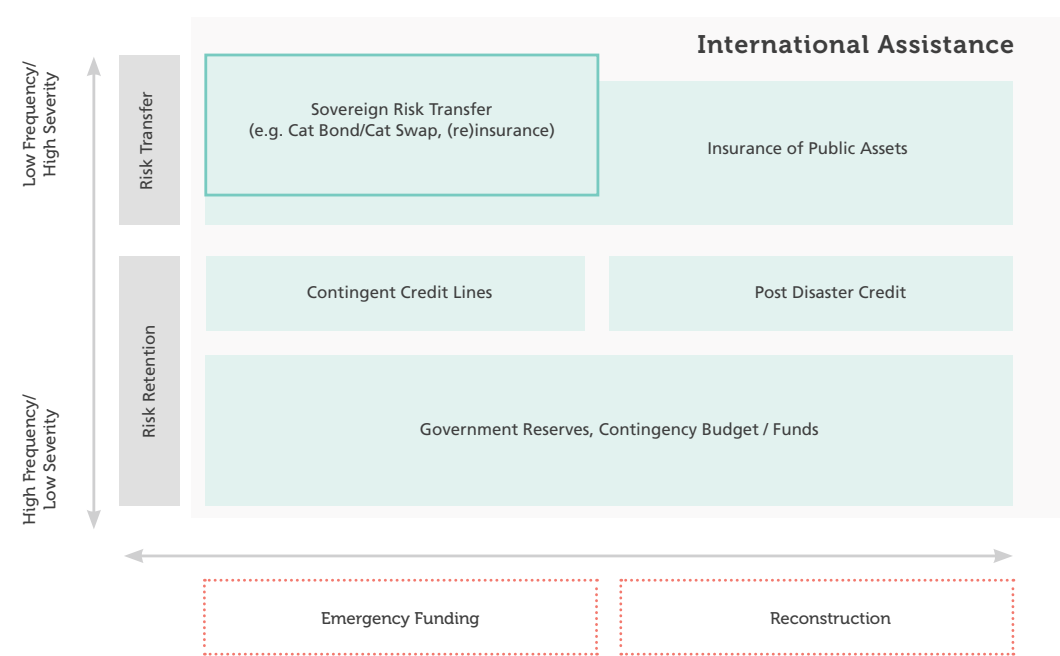 International Assistance
Low Frequency/
High Severity
Risk Transfer
Sovereign Risk Transfer
(e.g. Cat Bond/Cat Swap, (re)insurance)
Insurance of Public Assets
Contingent Credit Lines
Post Disaster Credit
Risk Retention
High Frequency/
Low Severity
Government Reserves, Contingency Budget / Funds
Emergency Funding
Reconstruction